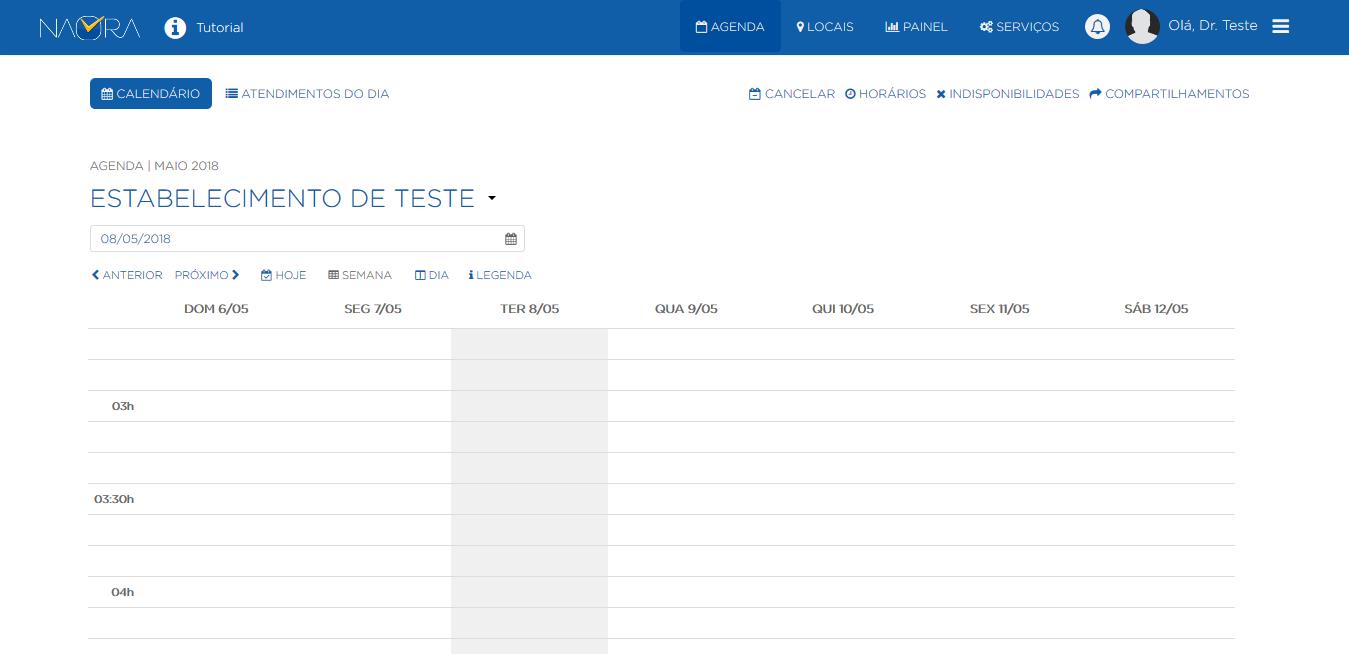 NAORA Tutorial AGENDA LOCAIS PAINEL SERVIÇOS Olá, Dr. Teste
CALENDÁRIO ATENDIMENTOS DO DIA CANCELAR HORÁRIOS INDISPONIBILIDADES COMPARTILHAMENTOS
AGENDA | MAIO 2018
ESTABELECIMENTO DE TESTE
08/05/2018
ANTERIOR PRÓXIMO HOJE SEMANA DIA LEGENDA
DOM 6/05 SEG 7/05 TER 8/05 QUA 9/05 QUI 10/05 SEX 11/05 SÁB 12/05
03h
03:30h
04h